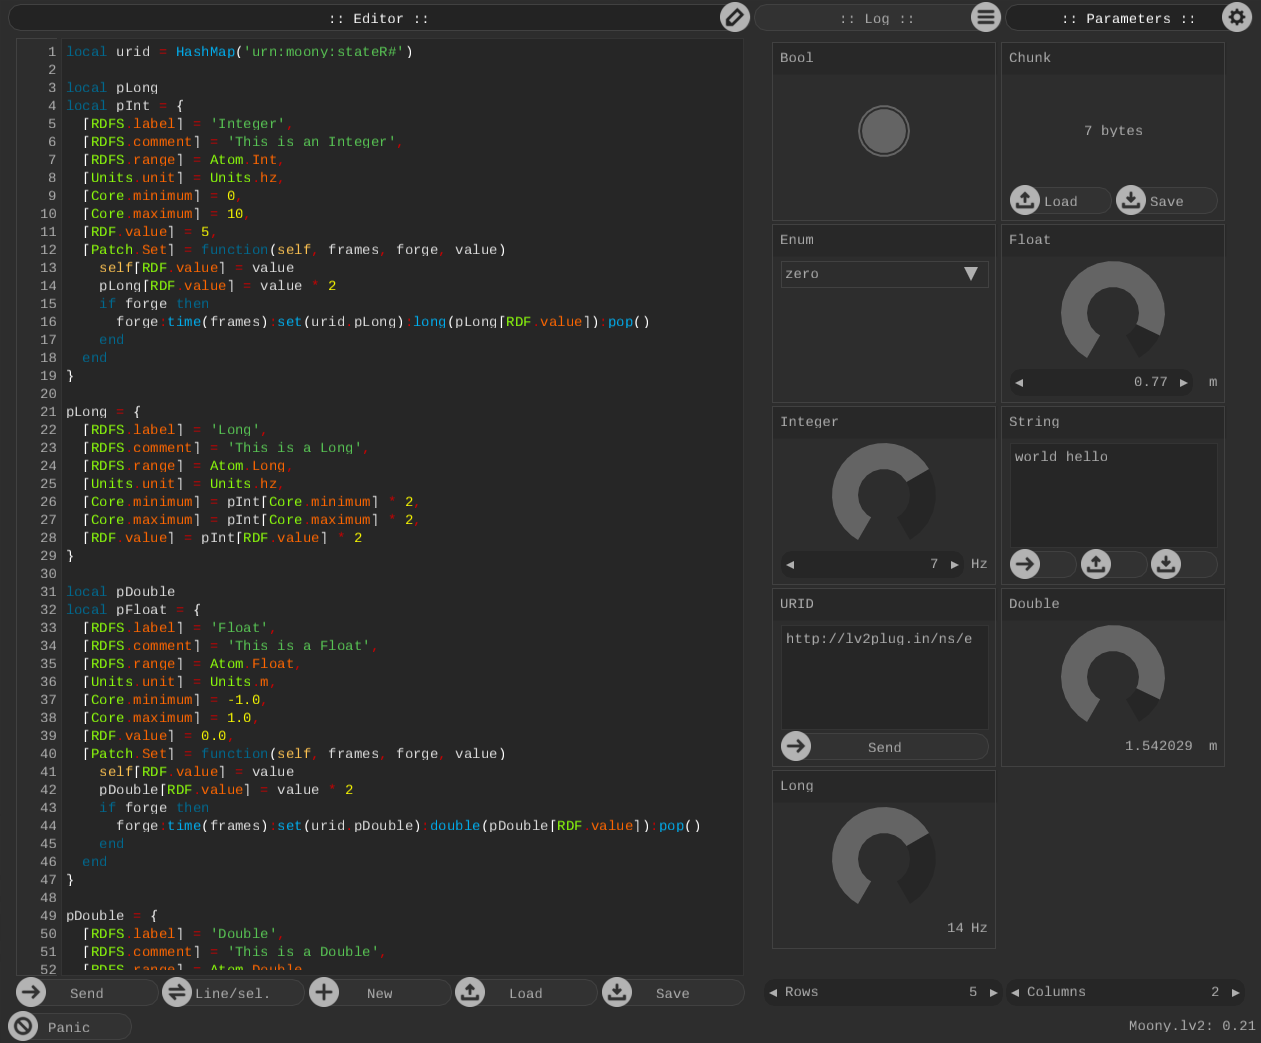 :: Editor ::
:: Log ::
:: Parameters ::
1 local urid = HashMap('urn:moony:stateR#')
2
3 local pLong
4 local pInt = {
5   [RDFS.label] = 'Integer',
6   [RDFS.comment] = 'This is an Integer',
7   [RDFS.range] = Atom.Int,
8   [Units.unit] = Units.hz,
9   [Core.minimum] = 0,
10   [Core.maximum] = 10,
11   [RDF.value] = 5,
12   [Patch.Set] = function(self, frames, forge, value)
13     self[RDF.value] = value
14     pLong[RDF.value] = value * 2
15     if forge then
16       forge:time(frames):set(urid.pLong):long(pLong[RDF.value]):pop()
17     end
18   end
19 }
20
21 pLong = {
22   [RDFS.label] = 'Long',
23   [RDFS.comment] = 'This is a Long',
24   [RDFS.range] = Atom.Long,
25   [Units.unit] = Units.hz,
26   [Core.minimum] = pInt[Core.minimum] * 2,
27   [Core.maximum] = pInt[Core.maximum] * 2,
28   [RDF.value] = pInt[RDF.value] * 2
29 }
30
31 local pDouble
32 local pFloat = {
33   [RDFS.label] = 'Float',
34   [RDFS.comment] = 'This is a Float',
35   [RDFS.range] = Atom.Float,
36   [Units.unit] = Units.m,
37   [Core.minimum] = -1.0,
38   [Core.maximum] = 1.0,
39   [RDF.value] = 0.0,
40   [Patch.Set] = function(self, frames, forge, value)
41     self[RDF.value] = value
42     pDouble[RDF.value] = value * 2
43     if forge then
44       forge:time(frames):set(urid.pDouble):double(pDouble[RDF.value]):pop()
45     end
46   end
47 }
48
49 pDouble = {
50   [RDFS.label] = 'Double',
51   [RDFS.comment] = 'This is a Double',
52   [RDFS.range] = Atom.Double,
Send
Line/sel.
New
Load
Save
Panic
Bool
Chunk
7 bytes
Load
Save
Enum
zero
Float
0.77 m
Integer
7 Hz
String
world hello
URID
http://lv2plug.in/ns/e
Send
Double
1.542029 m
Long
14 Hz
Rows 5
Columns 2
Moony.lv2: 0.21